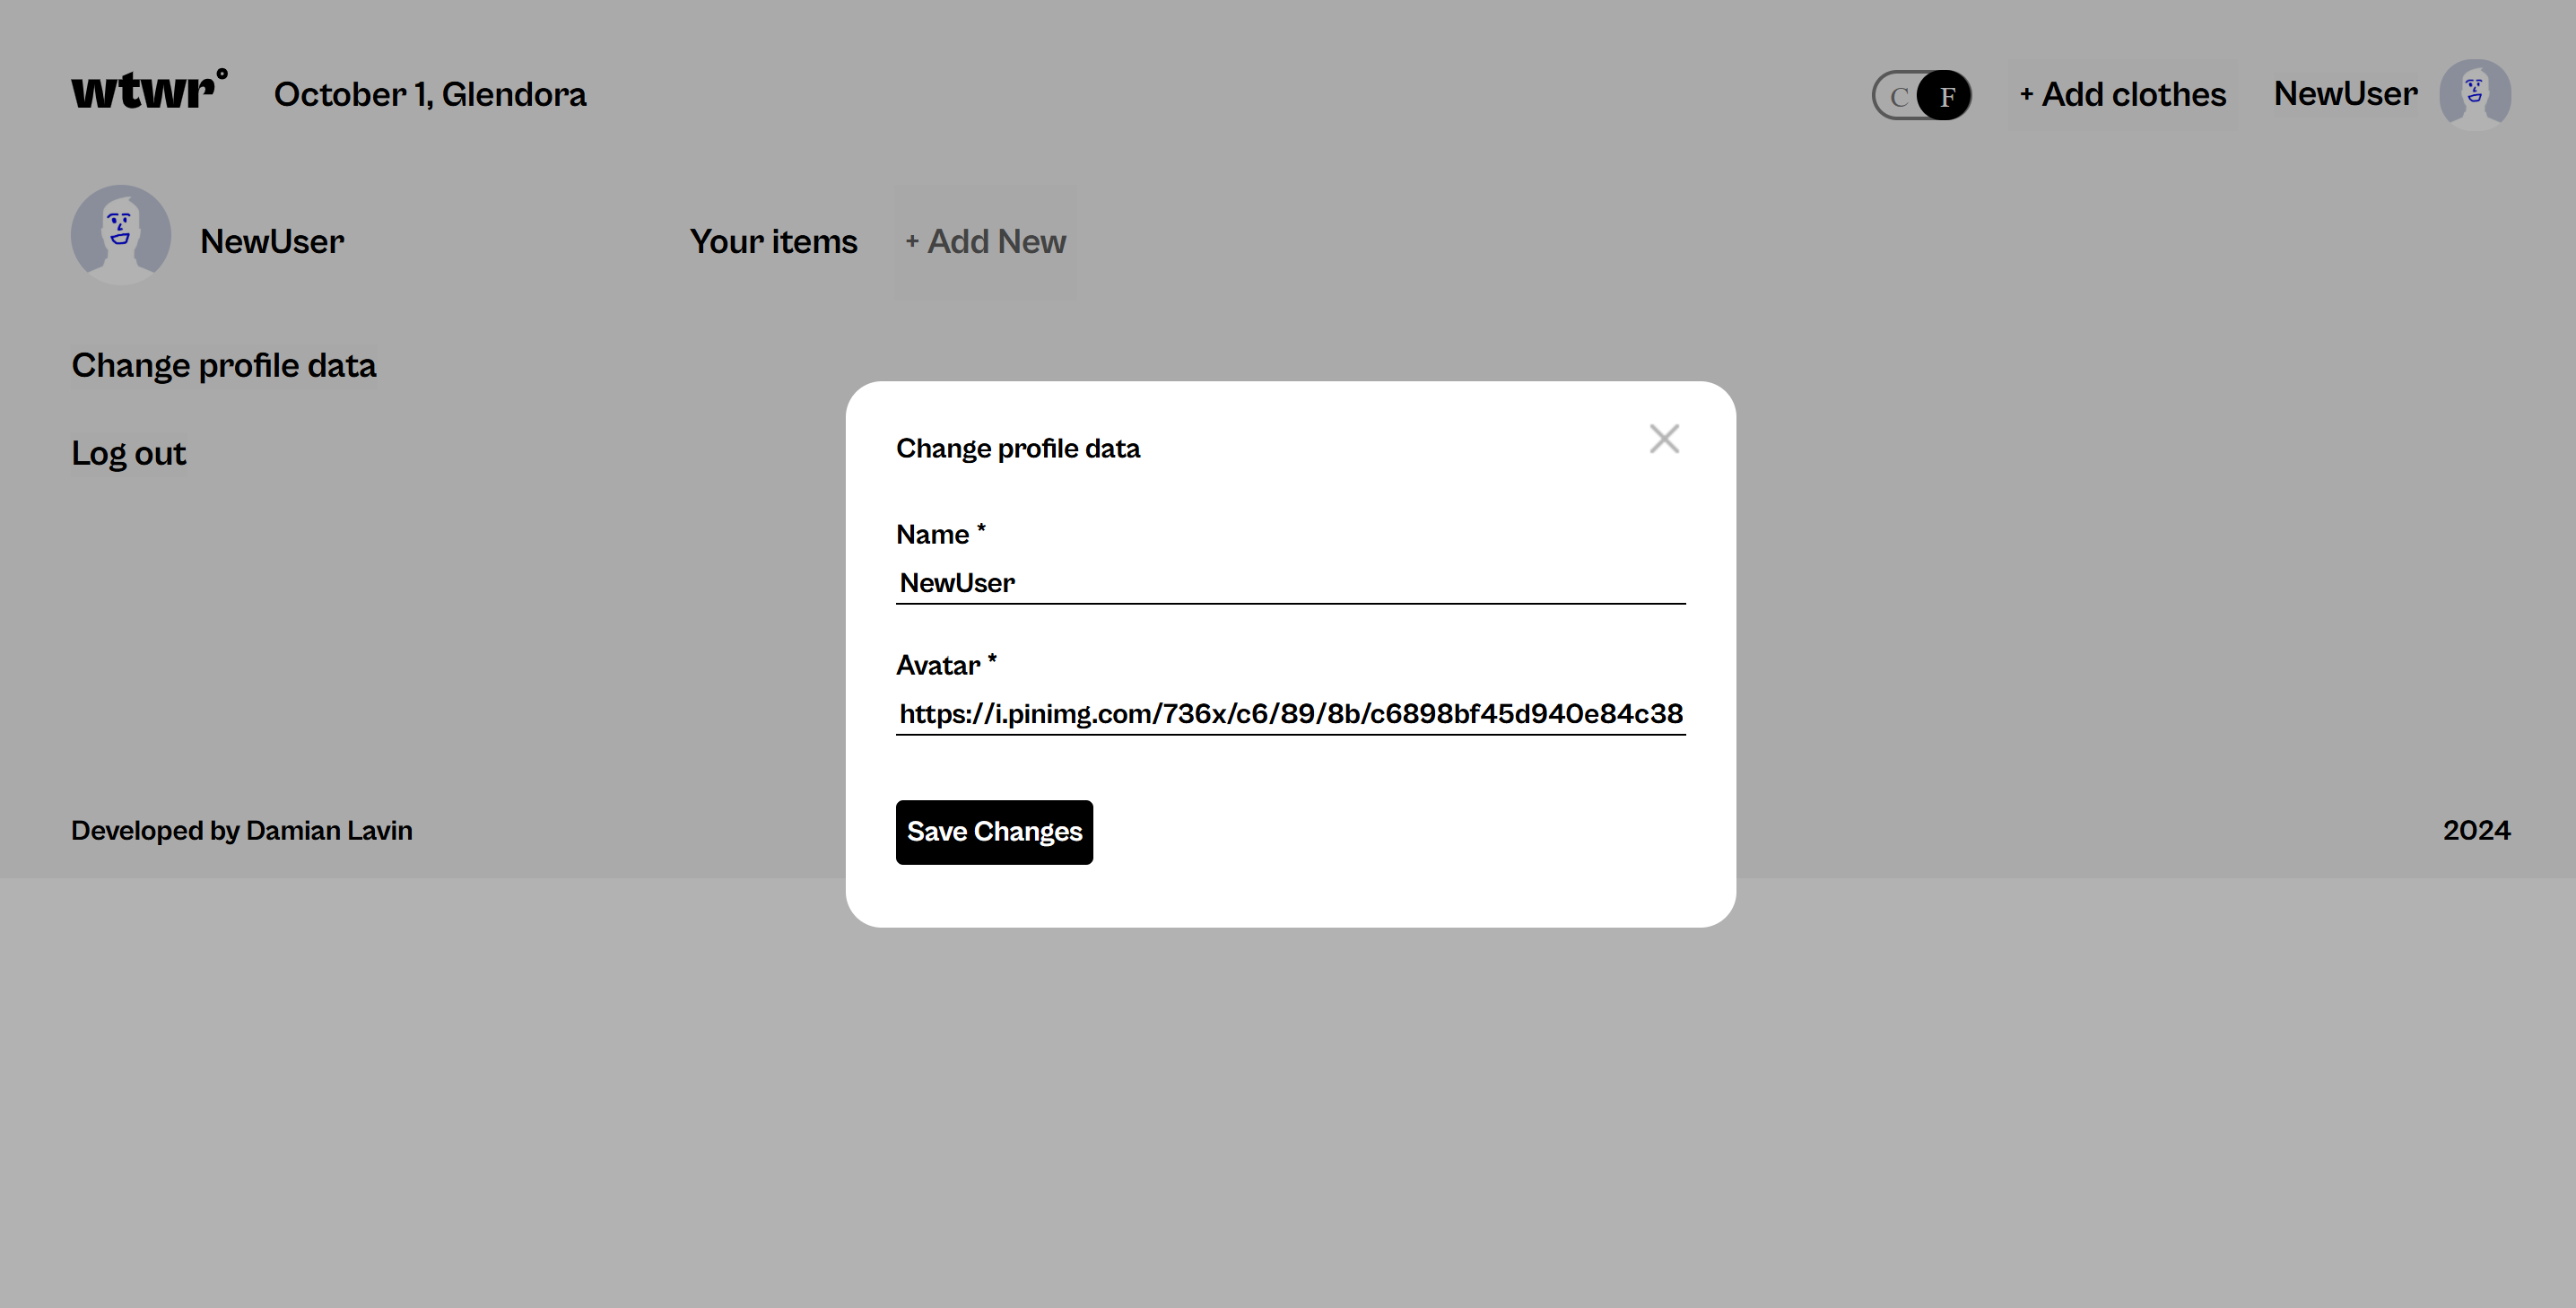 wtwr°
October 1, Glendora
C F
+ Add clothes
NewUser
NewUser
Your items
+ Add New
Change profile data
Log out
Change profile data
Name *
NewUser
Avatar *
https://i.pinimg.com/736x/c6/89/8b/c6898bf45d940e84c38
Save Changes
Developed by Damian Lavin
2024